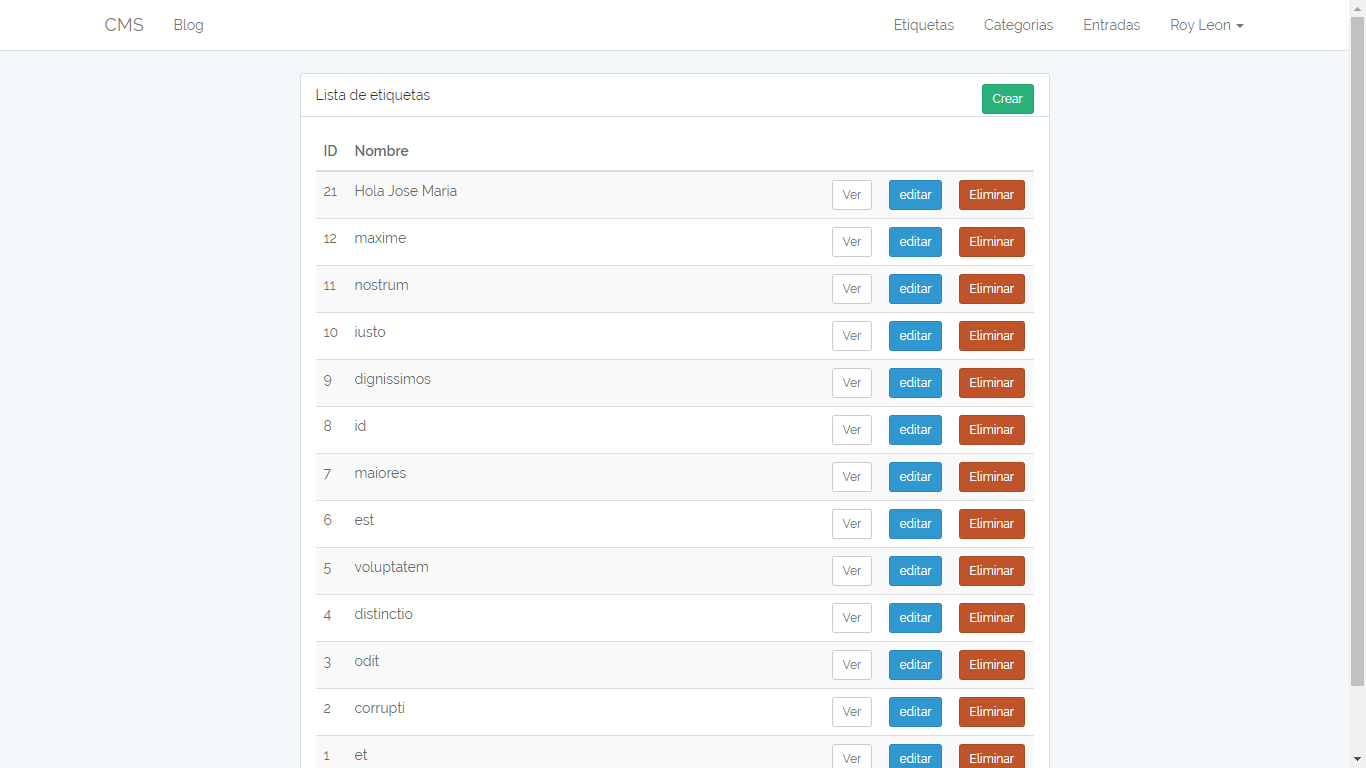 CMS Blog Etiquetas Categorias Entradas Roy Leon
Lista de etiquetas Crear
ID Nombre
21 Hola Jose Maria Ver editar Eliminar
12 maxime Ver editar Eliminar
11 nostrum Ver editar Eliminar
10 iusto Ver editar Eliminar
9 dignissimos Ver editar Eliminar
8 id Ver editar Eliminar
7 maiores Ver editar Eliminar
6 est Ver editar Eliminar
5 voluptatem Ver editar Eliminar
4 distinctio Ver editar Eliminar
3 odit Ver editar Eliminar
2 corrupti Ver editar Eliminar
1 et Ver editar Eliminar